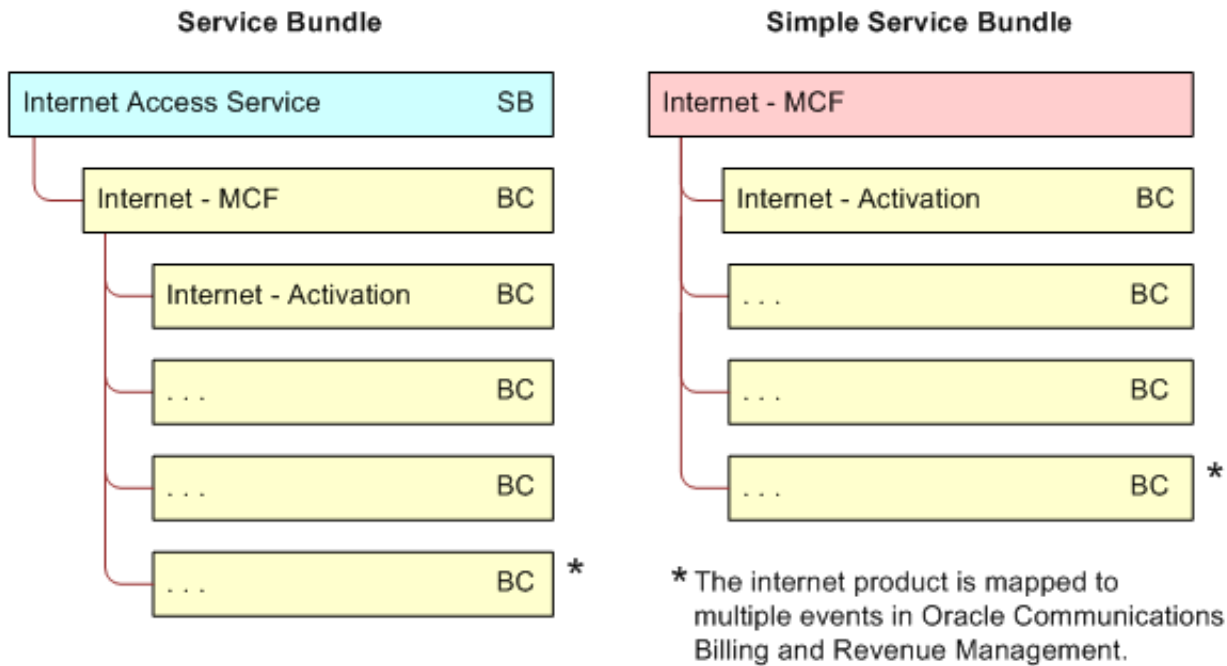 Service Bundle
Internet Access Service SB
Internet - MCF BC
Internet - Activation BC
. . . BC
. . . BC
. . . BC *
Simple Service Bundle
Internet - MCF
Internet - Activation BC
. . . BC
. . . BC
. . . BC *
* The internet product is mapped to
multiple events in Oracle Communications
Billing and Revenue Management.